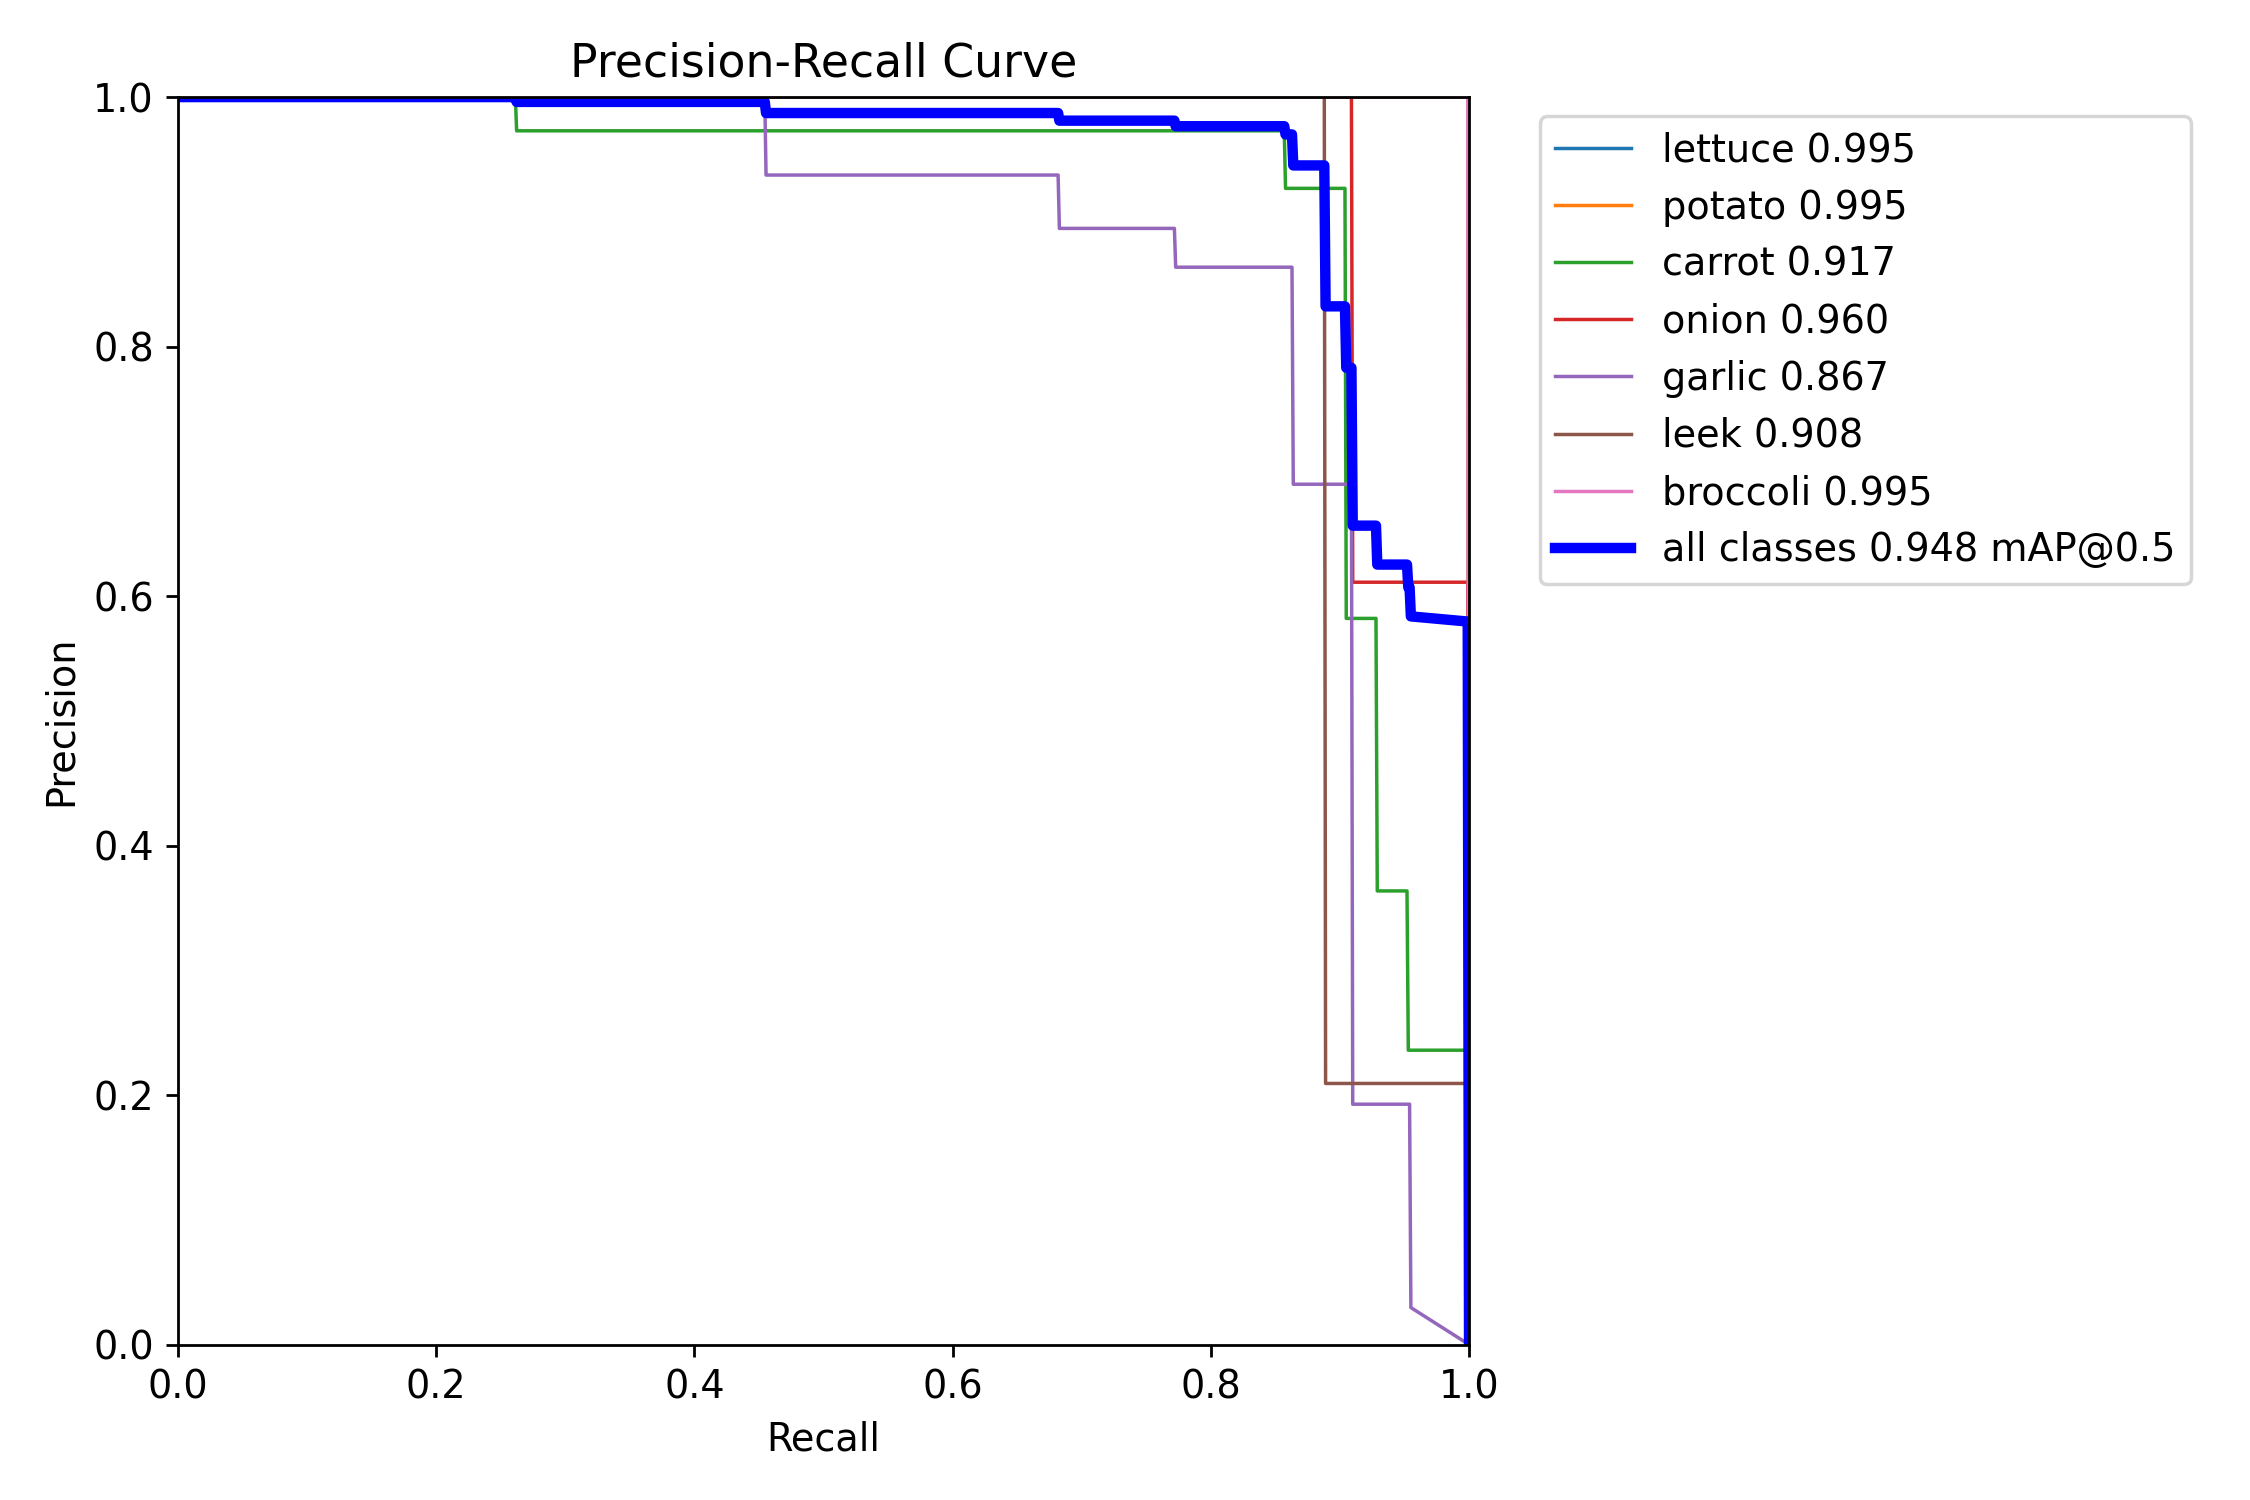 Precision-Recall Curve
1.0
0.8
0.6
0.4
0.2
0.0
Precision
0.0 0.2 0.4 0.6 0.8 1.0
Recall
lettuce 0.995
potato 0.995
carrot 0.917
onion 0.960
garlic 0.867
leek 0.908
broccoli 0.995
all classes 0.948 mAP@0.5